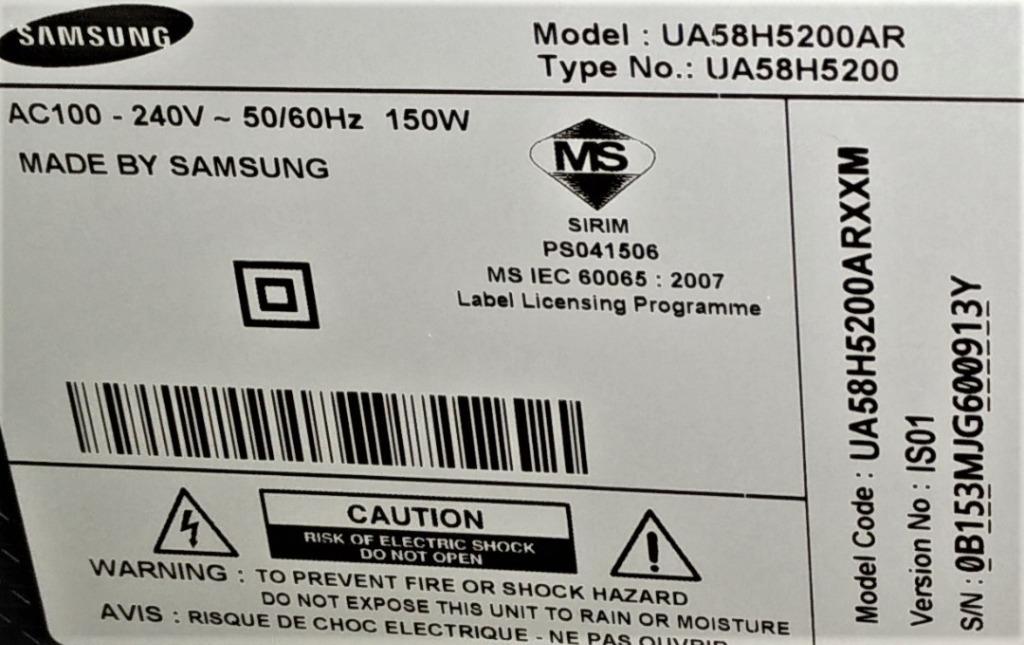 SAMSUNG
Model : UA58H5200AR
Type No.: UA58H5200
AC100 - 240V ~ 50/60Hz 150W
MADE BY SAMSUNG
MS
SIRIM
PS041506
MS IEC 60065 : 2007
Label Licensing Programme
CAUTION
RISK OF ELECTRIC SHOCK
DO NOT OPEN
WARNING : TO PREVENT FIRE OR SHOCK HAZARD
DO NOT EXPOSE THIS UNIT TO RAIN OR MOISTURE
AVIS : RISQUE DE CHOC ELECTRIQUE - NE PAS OUVRIR
Model Code : UA58H5200ARXXM
Version No : IS01
S/N : 0B153MJG600913Y